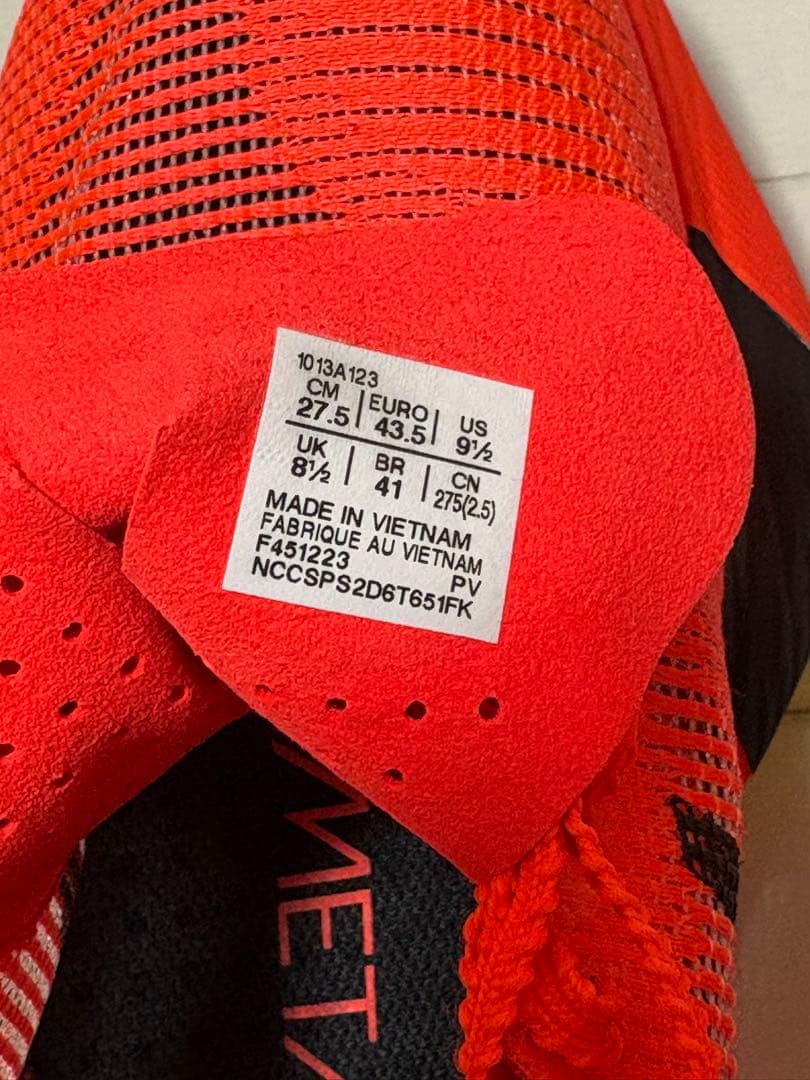 1013A123
CM | EURO | US
27.5 | 43.5 | 9½
UK | BR | CN
8½ | 41 | 275(2.5)
MADE IN VIETNAM
FABRIQUE AU VIETNAM
F451223 PV
NCCSPS2D6T651FK
META